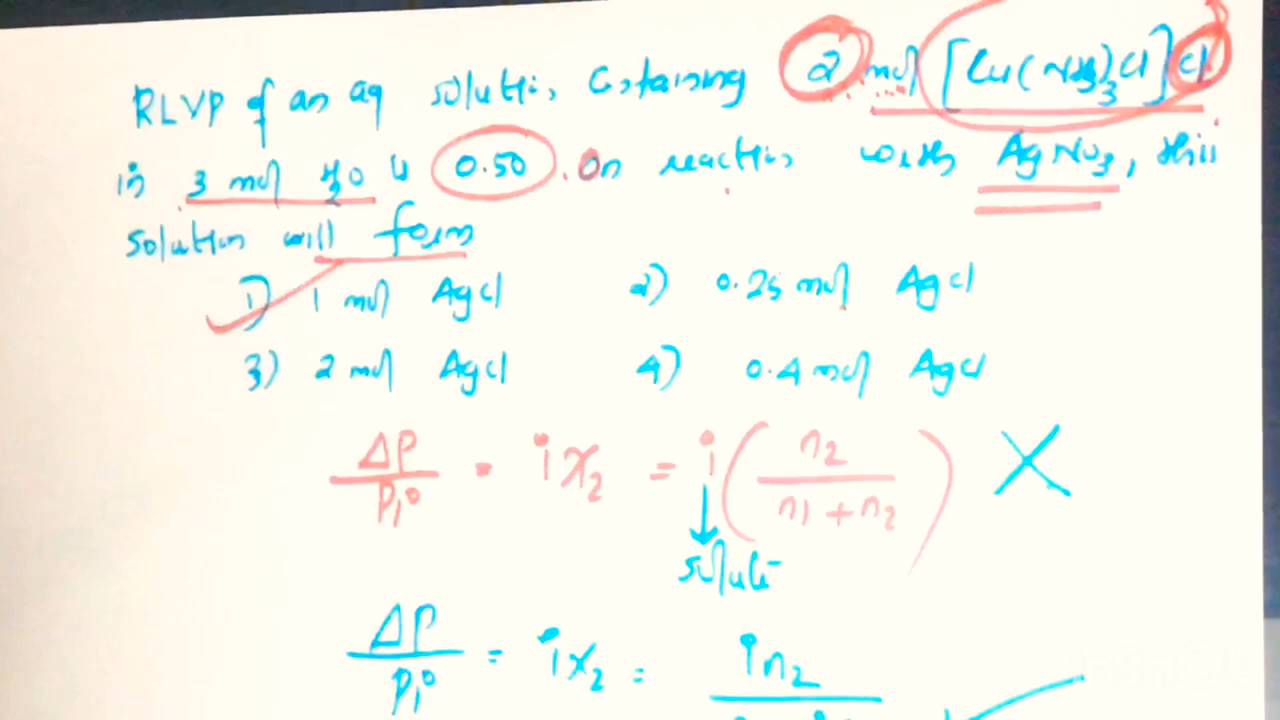 RLVP of an aq solution containing 2 mol [Cu(NH3)3Cl]Cl
in 3 mol H2O is 0.50. On reaction with AgNO3, this
solution will form
1) 1 mol AgCl 2) 0.25 mol AgCl
3) 2 mol AgCl 4) 0.4 mol AgCl
ΔP/P1° = ix2 = i(n2/(n1+n2)) X
solute
ΔP/P1° = ix2 = in2